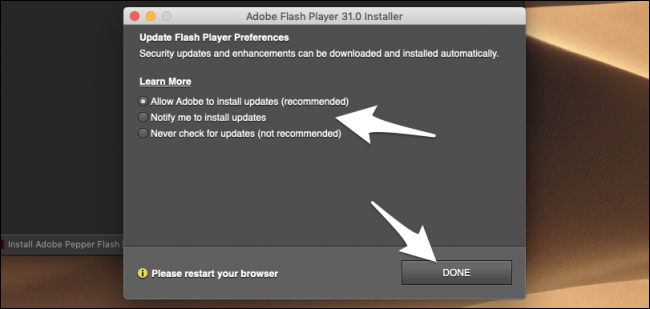 Adobe Flash Player 31.0 Installer
Update Flash Player Preferences
Security updates and enhancements can be downloaded and installed automatically.
Learn More
Allow Adobe to install updates (recommended)
Notify me to install updates
Never check for updates (not recommended)
Install Adobe Pepper Flash
Please restart your browser
DONE